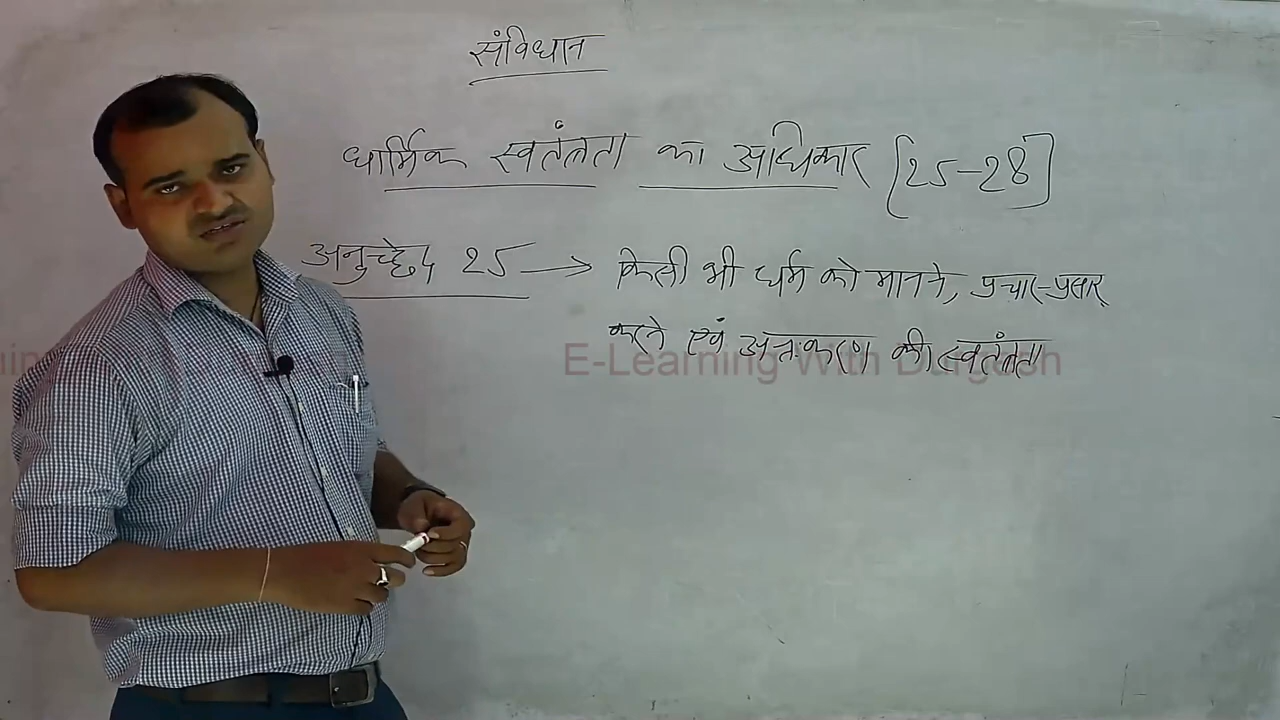 संविधान
धार्मिक स्वतंत्रता का अधिकार [25-28]
अनुच्छेद 25 → किसी भी धर्म को मानने, प्रचार-प्रसार
करने एवं अन्तःकरण की स्वतंत्रता
E-Learning With Durgesh